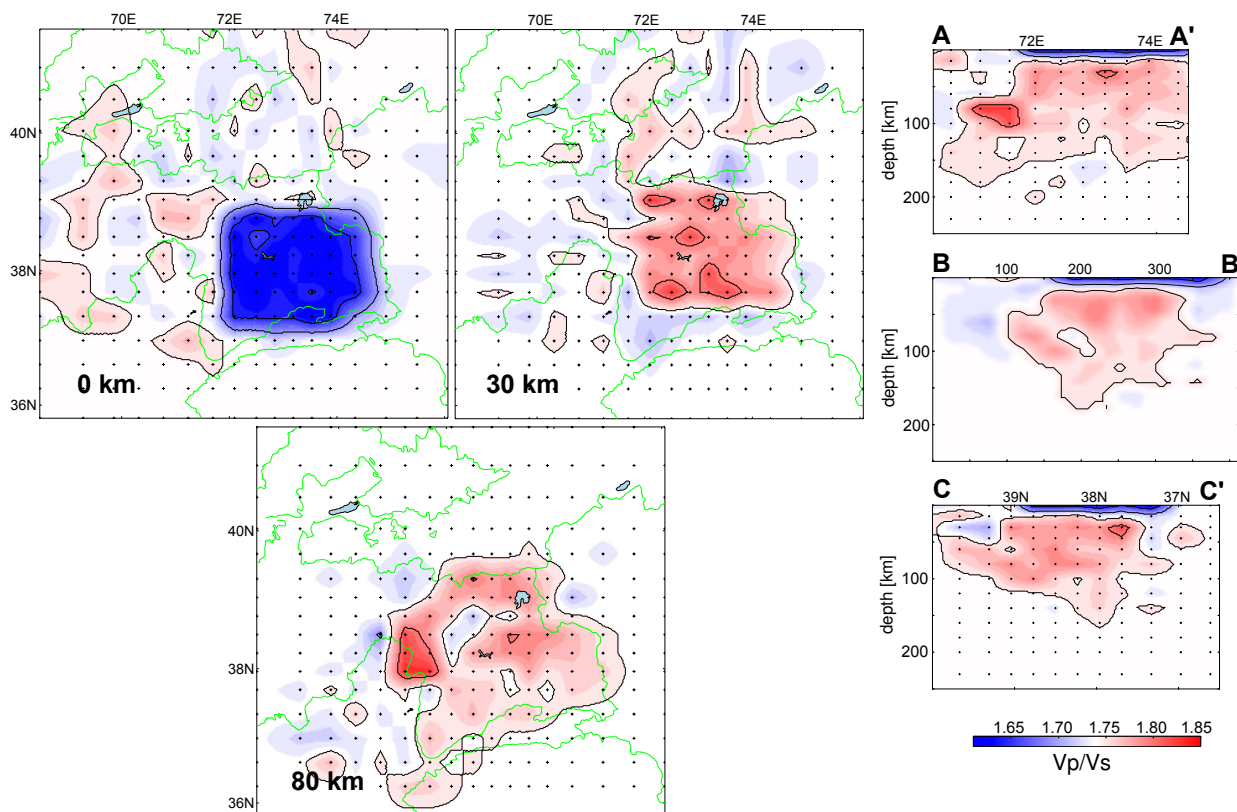 70E 72E 74E
70E 72E 74E
40N
38N
36N
0 km
30 km
40N
38N
36N
80 km
A A'
72E 74E
depth [km]
100
200
B B'
100 200 300
depth [km]
100
200
C C'
39N 38N 37N
depth [km]
100
200
1.65 1.70 1.75 1.80 1.85
Vp/Vs